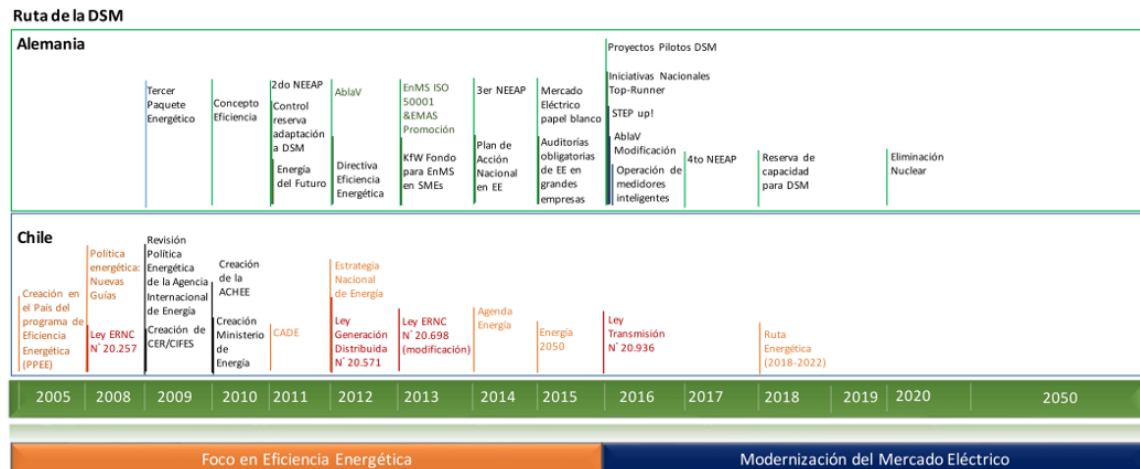 Ruta de la DSM
Alemania
Tercer
Paquete
Energético
Concepto
Eficiencia
2do NEEAP
Control
reserva
adaptación
a DSM
Energía
del Futuro
AblaV
Directiva
Eficiencia
Energética
EnMS ISO
50001
&EMAS
Promoción
KfW Fondo
para EnMS
en SMEs
3er NEEAP
Plan de
Acción
Nacional
en EE
Mercado
Eléctrico
papel blanco
Auditorías
obligatorias
de EE en
grandes
empresas
Proyectos Pilotos DSM
Iniciativas Nacionales
Top-Runner
STEP up!
AblaV
Modificación
Operación de
medidores
inteligentes
4to NEEAP
Reserva de
capacidad
para DSM
Eliminación
Nuclear
Chile
Creación en
el País del
programa de
Eficiencia
Energética
(PPEE)
Política
energética:
Nuevas
Guías
Ley ERNC
N° 20.257
Revisión
Política
Energética
de la Agencia
Internacional
de Energía
Creación de
CER/CIFES
Creación
de la
ACHEE
Creación
Ministerio
de
Energía
CADE
Estrategia
Nacional
de Energía
Ley
Generación
Distribuida
N° 20.571
Ley ERNC
N° 20.698
(modificación)
Agenda
Energía
Energía
2050
Ley
Transmisión
N° 20.936
Ruta
Energética
(2018-2022)
2005 2008 2009 2010 2011 2012 2013 2014 2015 2016 2017 2018 2019 2020 2050
Foco en Eficiencia Energética
Modernización del Mercado Eléctrico